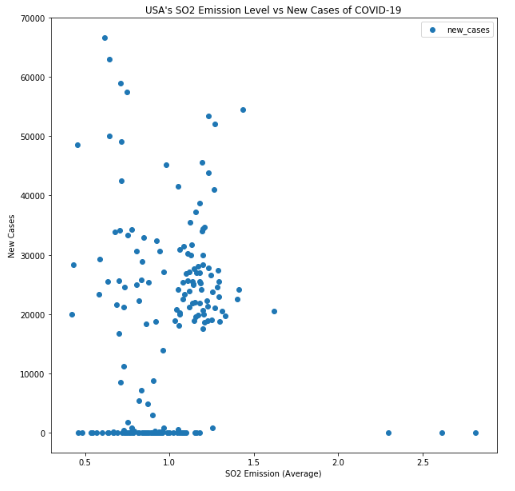 USA's SO2 Emission Level vs New Cases of COVID-19
new_cases
New Cases
70000
60000
50000
40000
30000
20000
10000
0
0.5 1.0 1.5 2.0 2.5
SO2 Emission (Average)